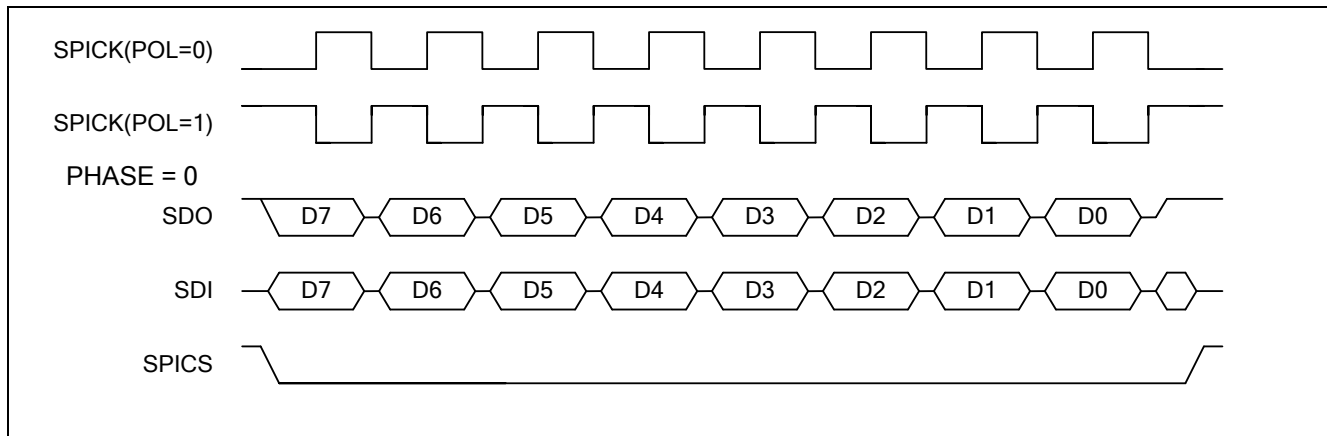 SPICK(POL=0)
SPICK(POL=1)
PHASE = 0
SDO D7 D6 D5 D4 D3 D2 D1 D0
SDI D7 D6 D5 D4 D3 D2 D1 D0
SPICS